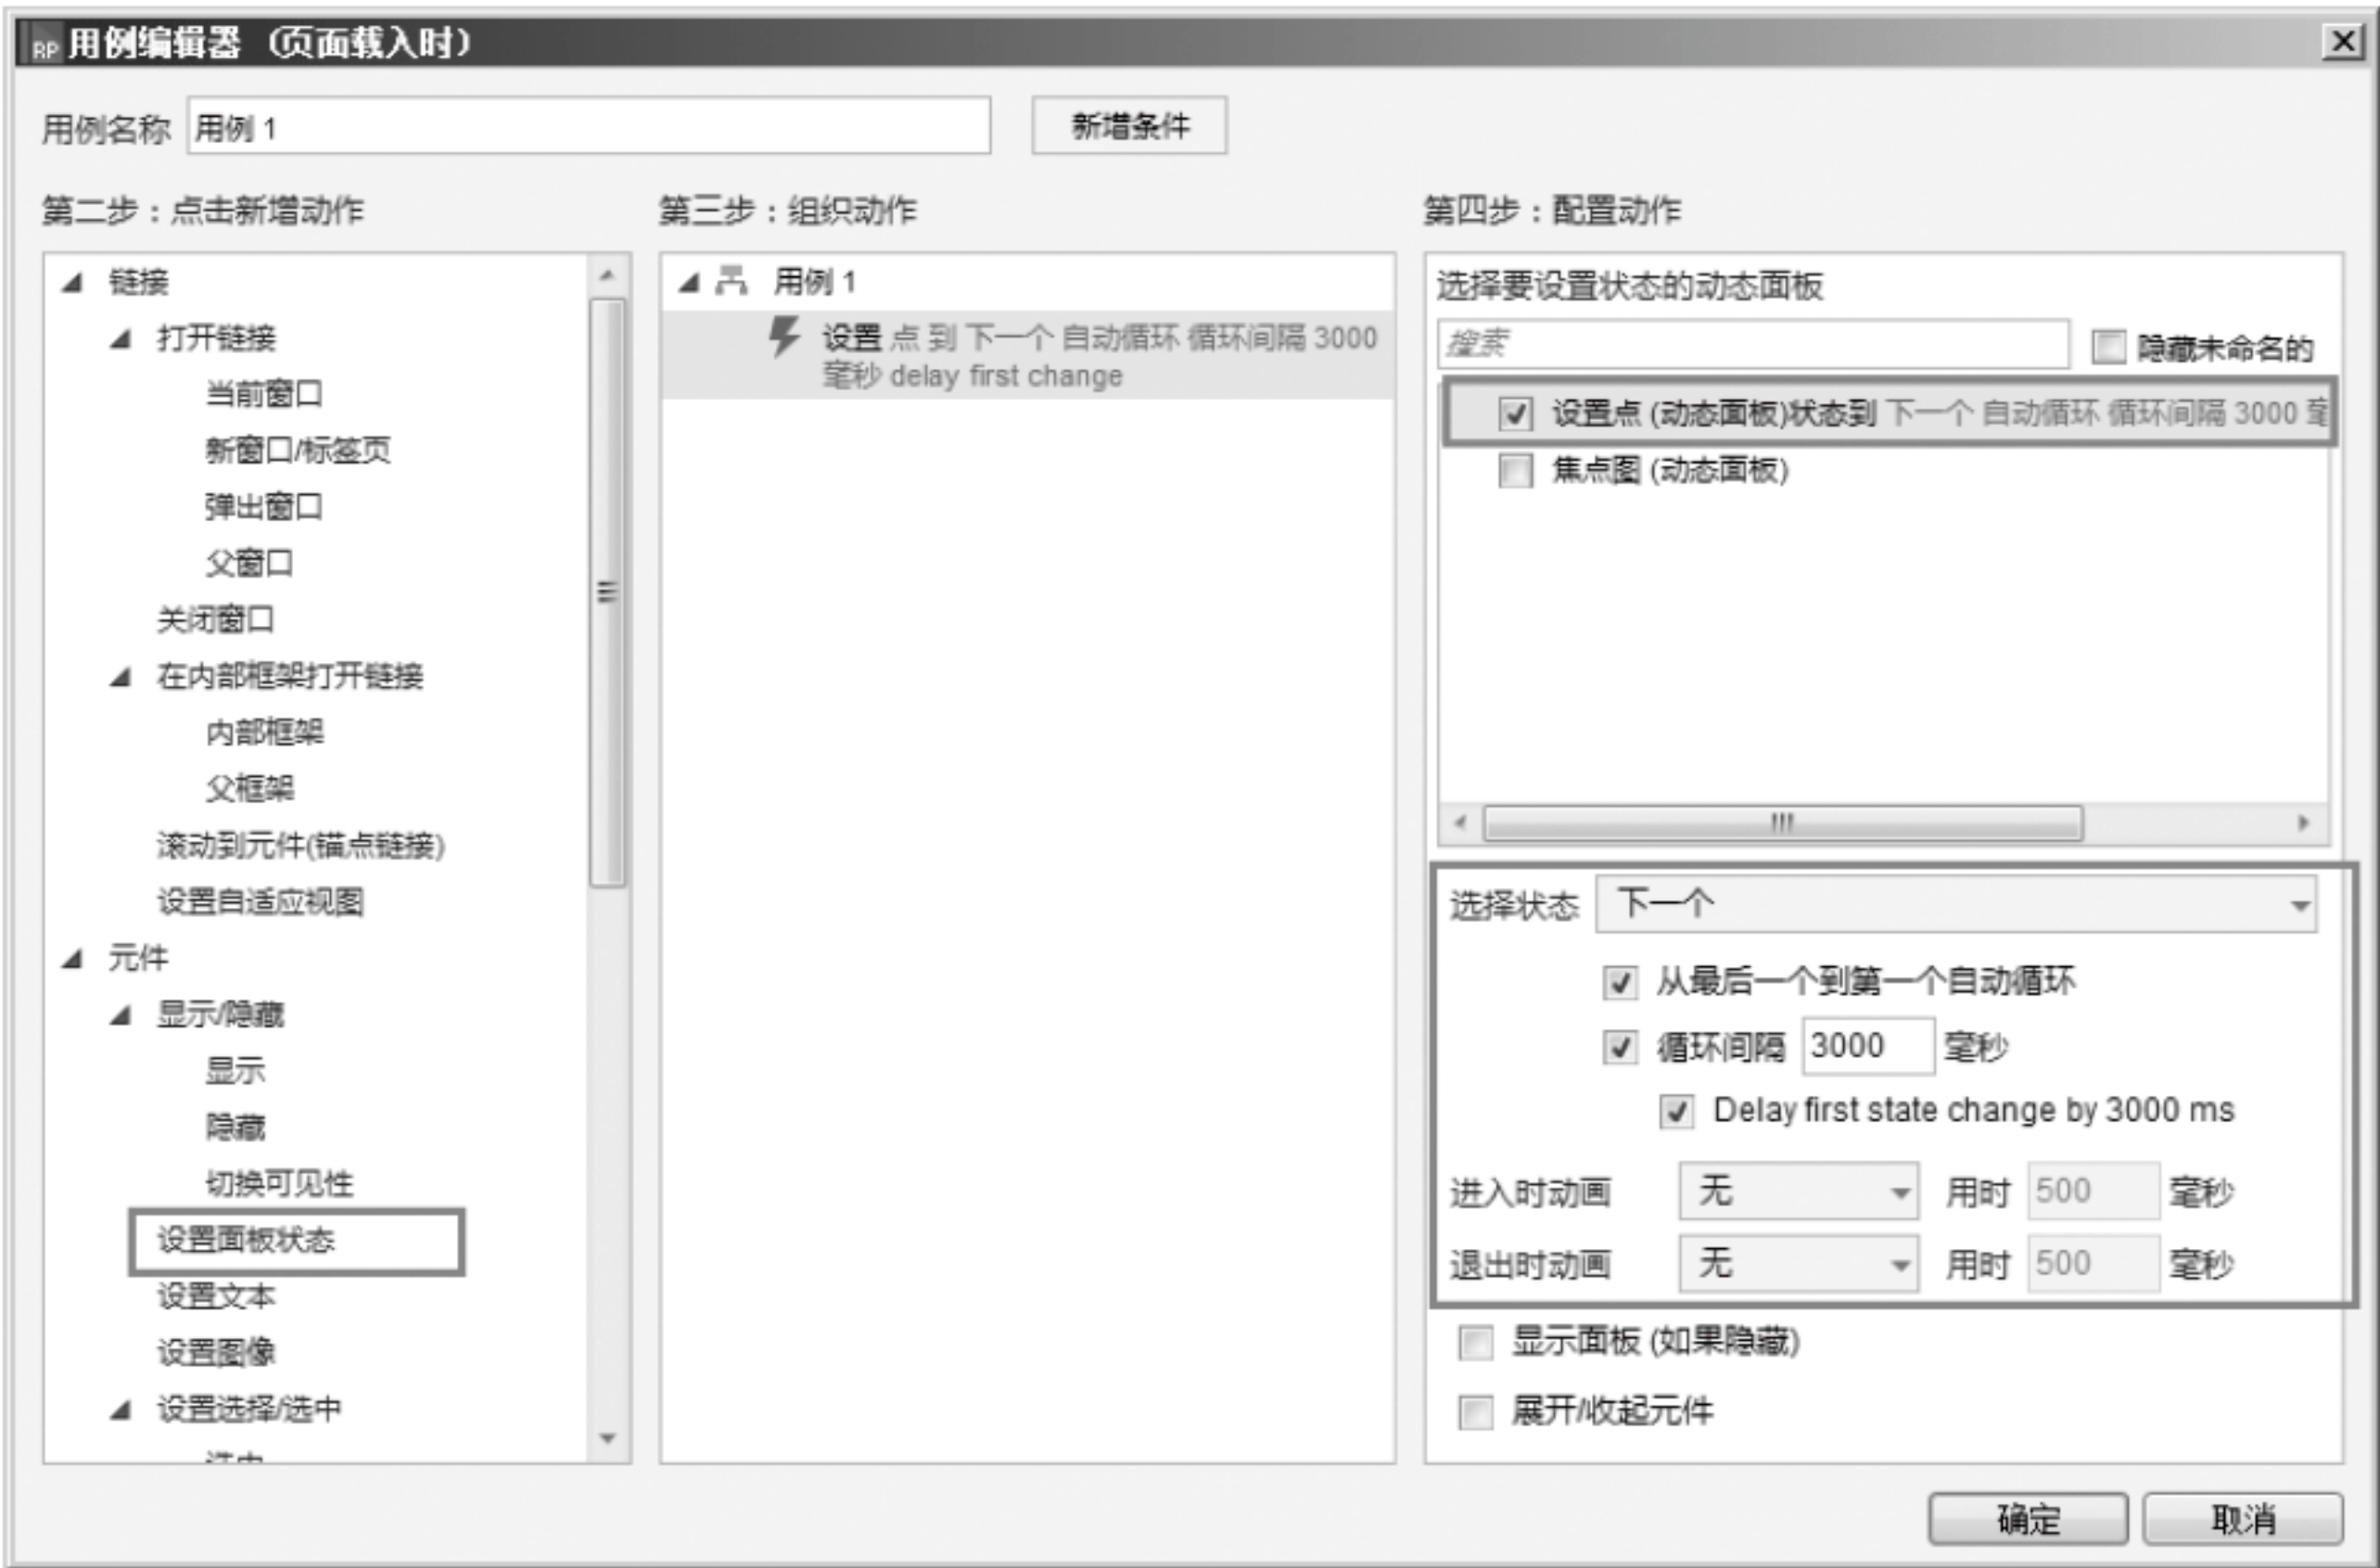 RP 用例编辑器 （页面载入时）
用例名称 用例 1 新增条件
第二步：点击新增动作
链接
打开链接
当前窗口
新窗口/标签页
弹出窗口
父窗口
关闭窗口
在内部框架打开链接
内部框架
父框架
滚动到元件(锚点链接)
设置自适应视图
元件
显示/隐藏
显示
隐藏
切换可见性
设置面板状态
设置文本
设置图像
设置选择/选中
选中
第三步：组织动作
用例 1
设置 点 到 下一个 自动循环 循环间隔 3000
毫秒 delay first change
第四步：配置动作
选择要设置状态的动态面板
搜索 隐藏未命名的
设置点 (动态面板)状态到 下一个 自动循环 循环间隔 3000 毫
焦点图 (动态面板)
选择状态 下一个
从最后一个到第一个自动循环
循环间隔 3000 毫秒
Delay first state change by 3000 ms
进入时动画 无 用时 500 毫秒
退出时动画 无 用时 500 毫秒
显示面板 (如果隐藏)
展开/收起元件
确定 取消